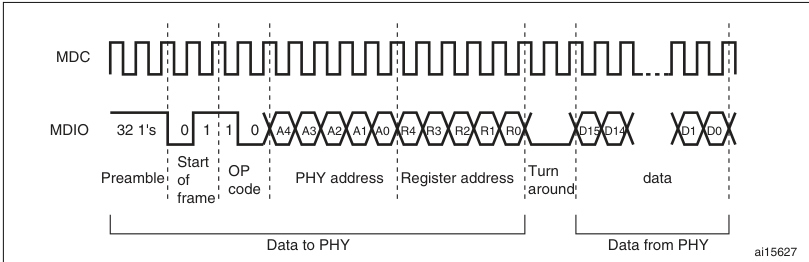 MDC
MDIO
32 1's 0 1 1 0 A4 A3 A2 A1 A0 R4 R3 R2 R1 R0 D15 D14 D1 D0
Preamble
Start
of
frame
OP
code
PHY address
Register address
Turn
around
data
Data to PHY
Data from PHY
ai15627